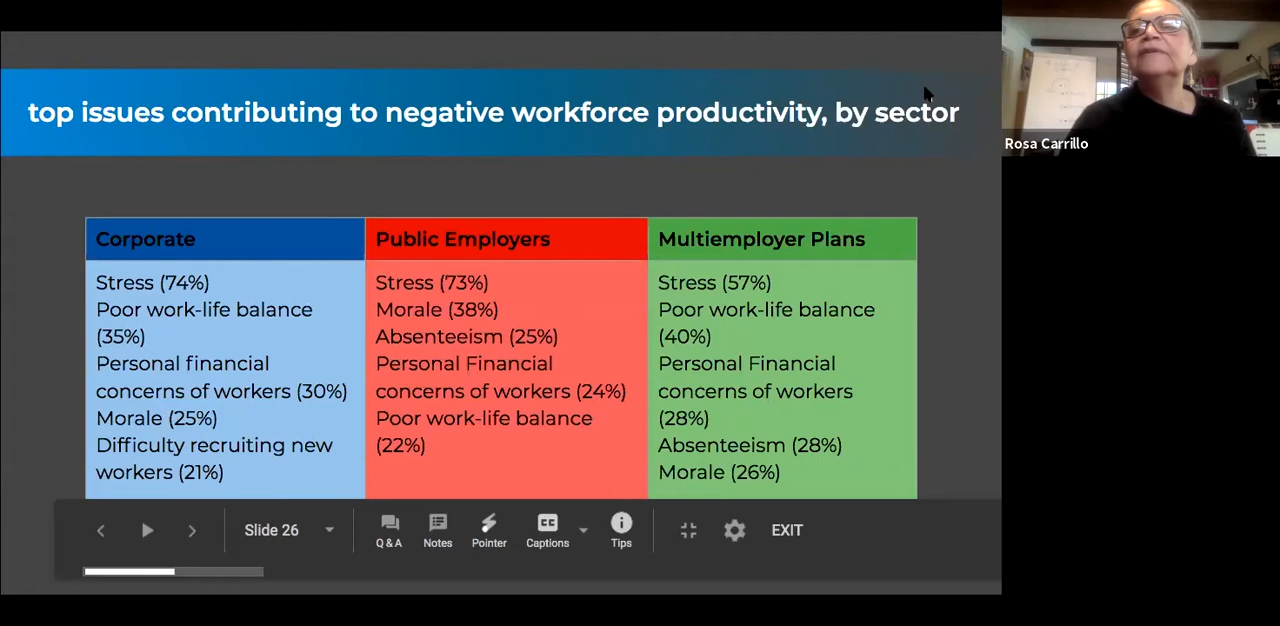 top issues contributing to negative workforce productivity, by sector
Rosa Carrillo
Corporate
Stress (74%)
Poor work-life balance
(35%)
Personal financial
concerns of workers (30%)
Morale (25%)
Difficulty recruiting new
workers (21%)
Public Employers
Stress (73%)
Morale (38%)
Absenteeism (25%)
Personal Financial
concerns of workers (24%)
Poor work-life balance
(22%)
Multiemployer Plans
Stress (57%)
Poor work-life balance
(40%)
Personal Financial
concerns of workers
(28%)
Absenteeism (28%)
Morale (26%)
Slide 26
Q & A
Notes
Pointer
CC
Captions
Tips
EXIT